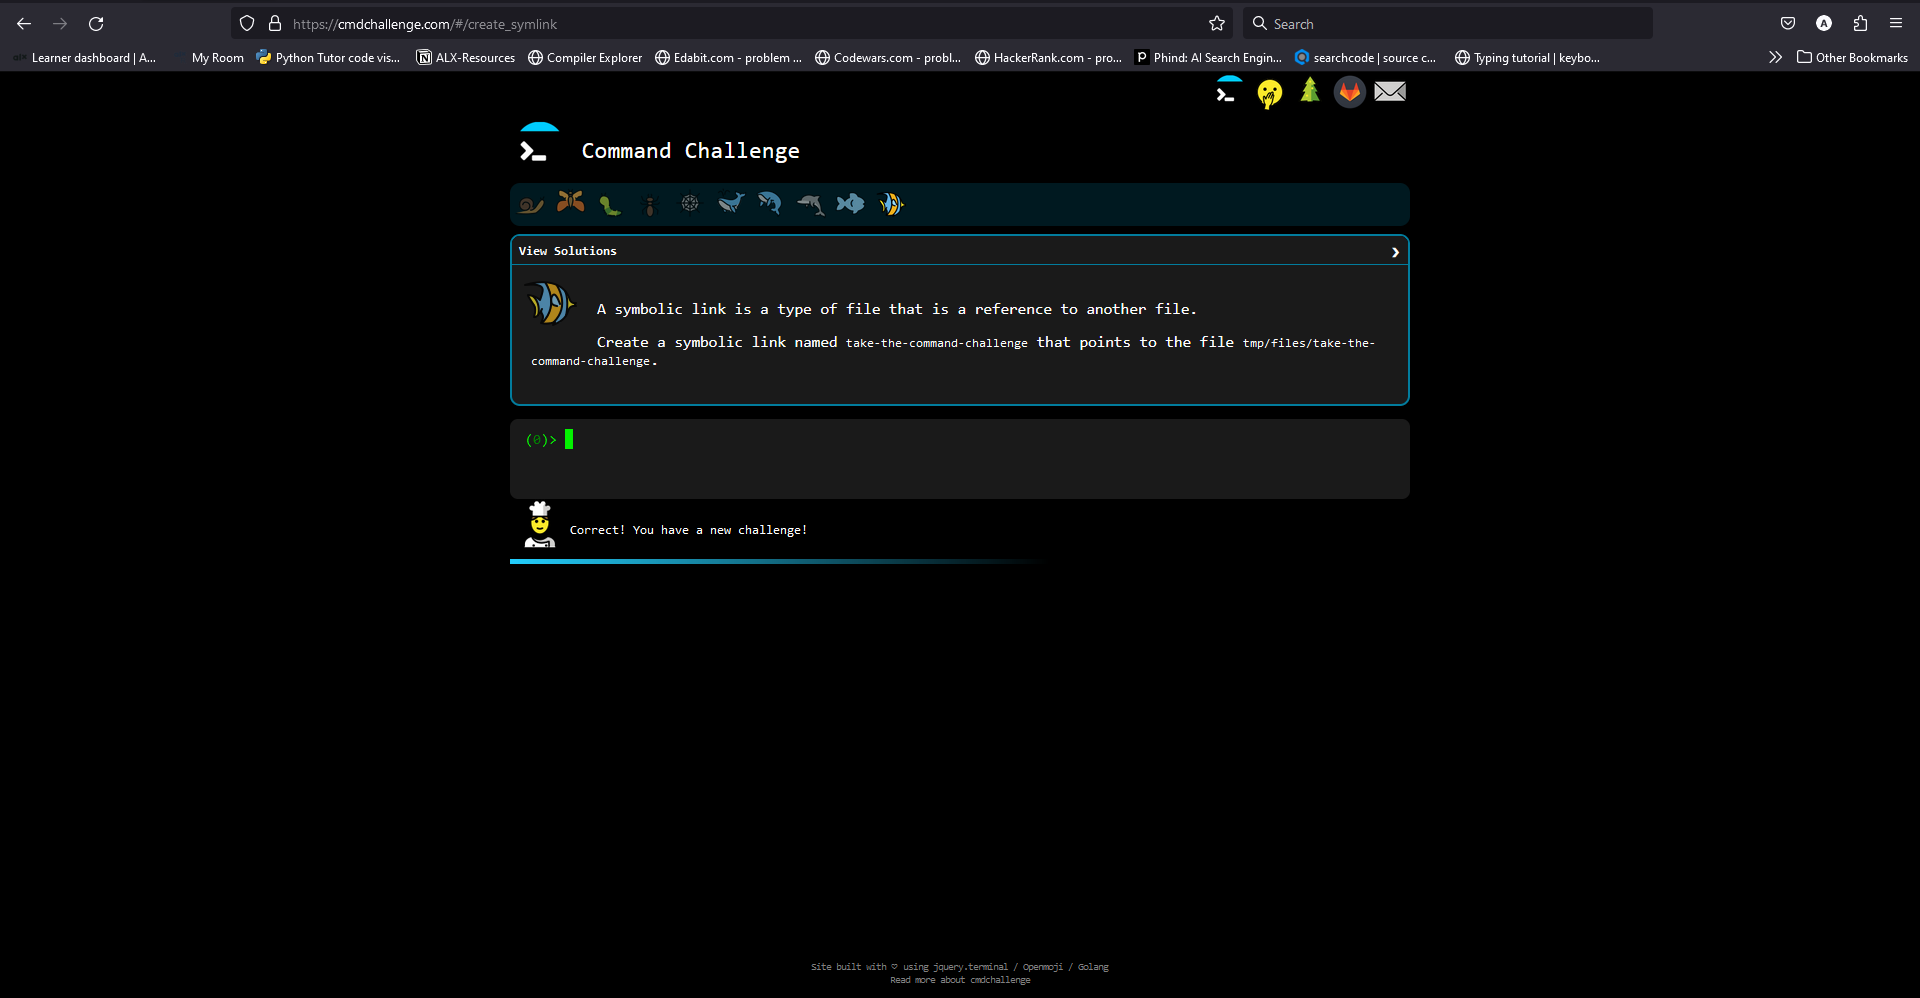 https://cmdchallenge.com/#/create_symlink
Search
A
Learner dashboard | A...
My Room
Python Tutor code vis...
ALX-Resources
Compiler Explorer
Edabit.com - problem ...
Codewars.com - probl...
HackerRank.com - pro...
Phind: AI Search Engin...
searchcode | source c...
Typing tutorial | keybo...
Other Bookmarks
Command Challenge
View Solutions
A symbolic link is a type of file that is a reference to another file.
Create a symbolic link named take-the-command-challenge that points to the file tmp/files/take-the-
command-challenge.
(0)>
Correct! You have a new challenge!
Site built with ♡ using jquery.terminal / Openmoji / Golang
Read more about cmdchallenge